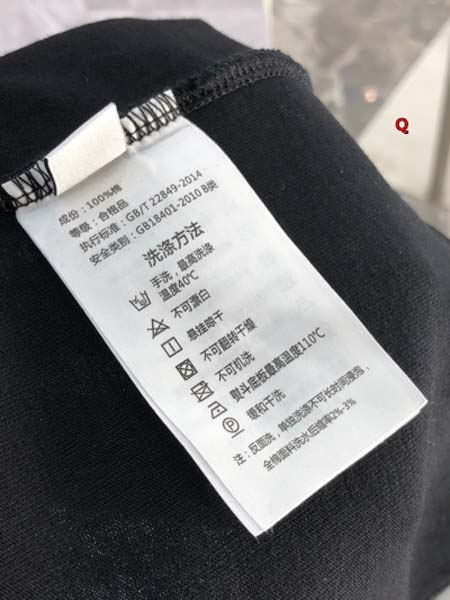 Q
成份：100%棉
等级：合格品
执行标准：GB/T 22849-2014
安全类别：GB18401-2010 B类
洗涤方法
手洗，最高洗涤
温度40℃
不可漂白
悬挂晾干
不可翻转干燥
不可机洗
熨斗底板最高温度110℃
缓和干洗
注：反面洗，单独洗涤不可长时间浸泡，
全棉面料洗水后缩率2%-3%